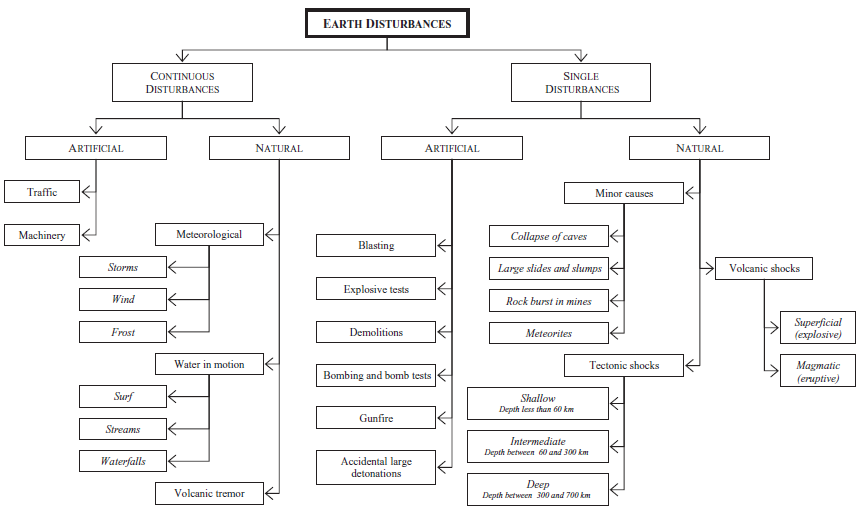 EARTH DISTURBANCES
CONTINUOUS
DISTURBANCES
SINGLE
DISTURBANCES
ARTIFICIAL
NATURAL
ARTIFICIAL
NATURAL
Traffic
Machinery
Meteorological
Storms
Wind
Frost
Water in motion
Surf
Streams
Waterfalls
Volcanic tremor
Blasting
Explosive tests
Demolitions
Bombing and bomb tests
Gunfire
Accidental large
detonations
Minor causes
Collapse of caves
Large slides and slumps
Rock burst in mines
Meteorites
Tectonic shocks
Shallow
Depth less than 60 km
Intermediate
Depth between 60 and 300 km
Deep
Depth between 300 and 700 km
Volcanic shocks
Superficial
(explosive)
Magmatic
(eruptive)